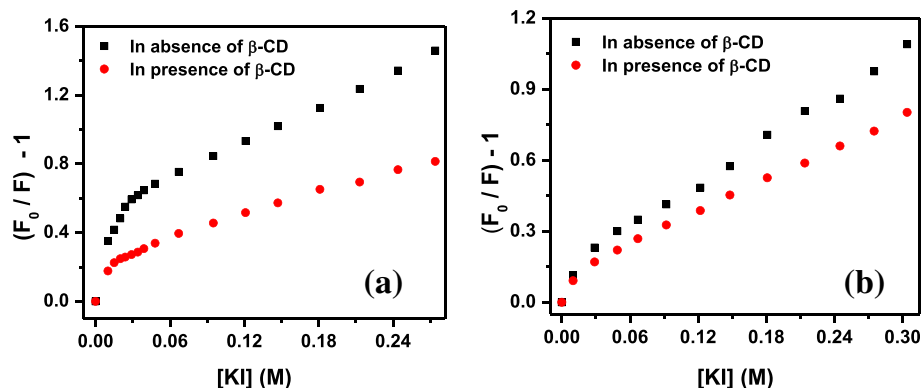 (a)
In absence of β-CD
In presence of β-CD
(F₀ / F) - 1
1.6
1.2
0.8
0.4
0.0
0.00 0.06 0.12 0.18 0.24
[KI] (M)
(b)
In absence of β-CD
In presence of β-CD
(F₀ / F) - 1
1.2
0.9
0.6
0.3
0.0
0.00 0.06 0.12 0.18 0.24 0.30
[KI] (M)